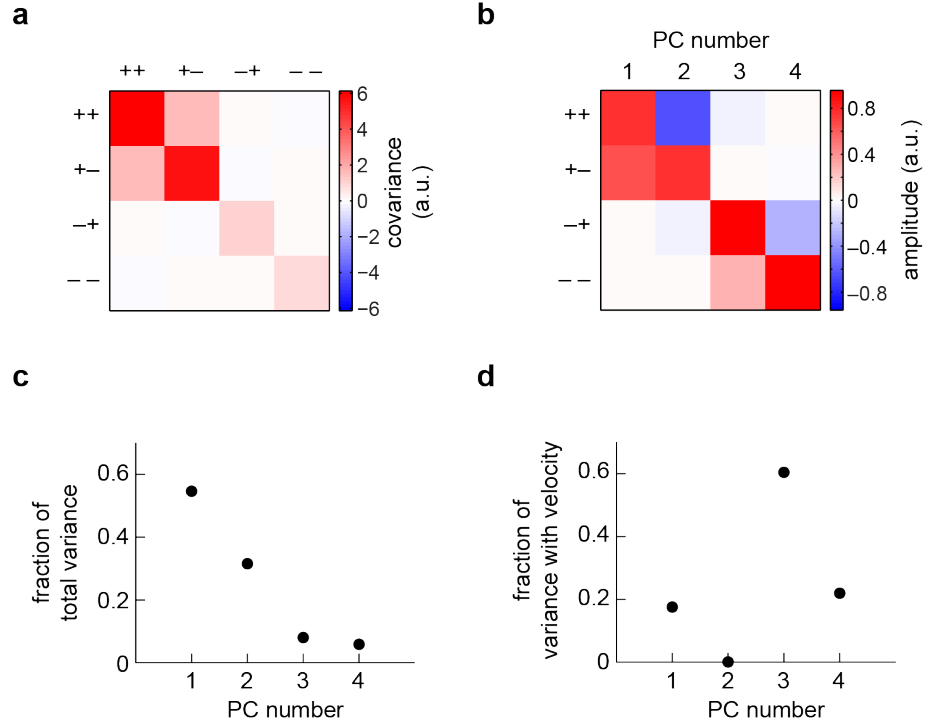 a
++ +– –+ – –
++
+–
–+
– –
6
4
2
0
–2
–4
–6
covariance
(a.u.)
b
PC number
1 2 3 4
++
+–
–+
– –
0.8
0.4
0
–0.4
–0.8
amplitude (a.u.)
c
fraction of
total variance
0.6
0.4
0.2
0
1 2 3 4
PC number
d
fraction of
variance with velocity
0.6
0.4
0.2
0
1 2 3 4
PC number